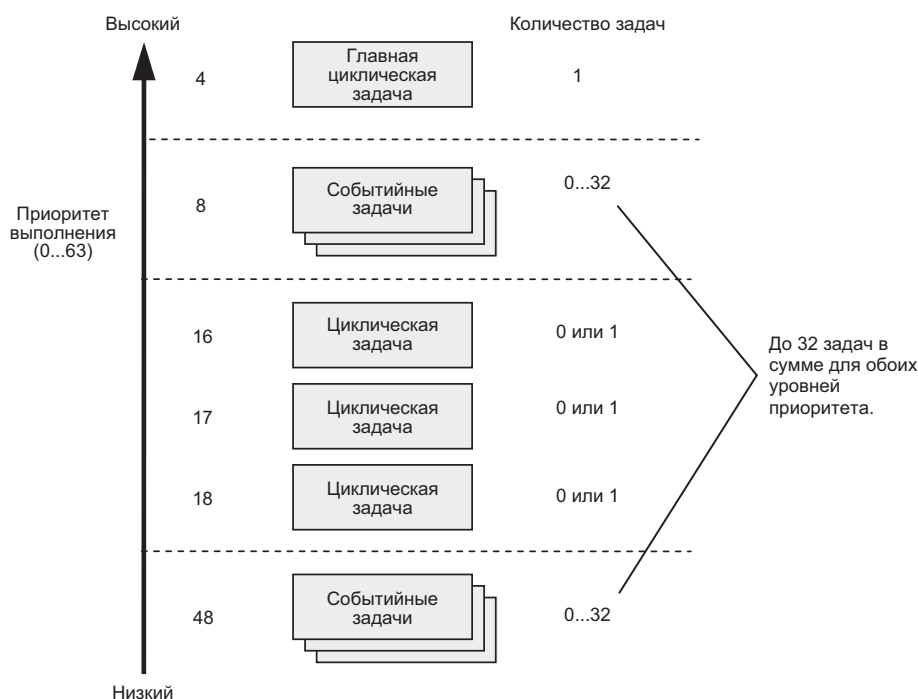 Высокий
Количество задач
4
Главная
циклическая
задача
1
Приоритет
выполнения
(0...63)
8
Событийные
задачи
0...32
16
Циклическая
задача
0 или 1
До 32 задач в
сумме для обоих
уровней
приоритета.
17
Циклическая
задача
0 или 1
18
Циклическая
задача
0 или 1
48
Событийные
задачи
0...32
Низкий